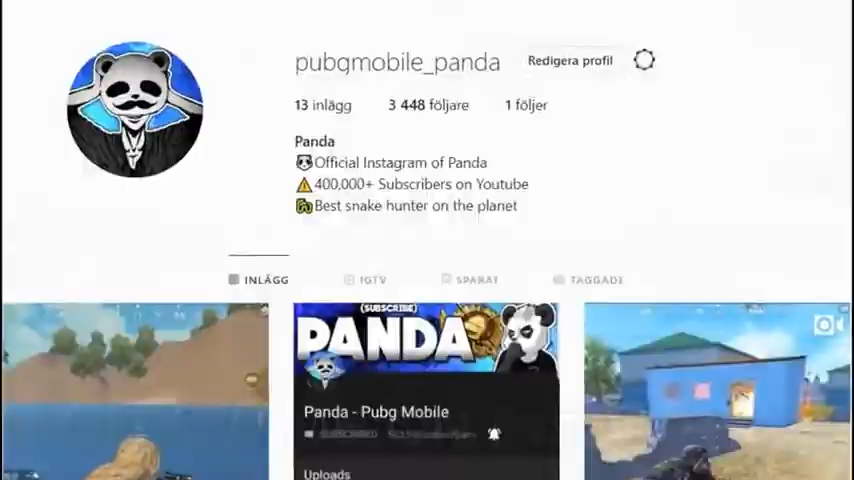 pubgmobile_panda Redigera profil
13 inlägg 3 448 följare 1 följer
Panda
Official Instagram of Panda
400,000+ Subscribers on Youtube
Best snake hunter on the planet
INLÄGG IGTV SPARAT TAGGADE
(SUBSCRIBE)
PANDA
Panda - Pubg Mobile
SUBSCRIBED
Uploads